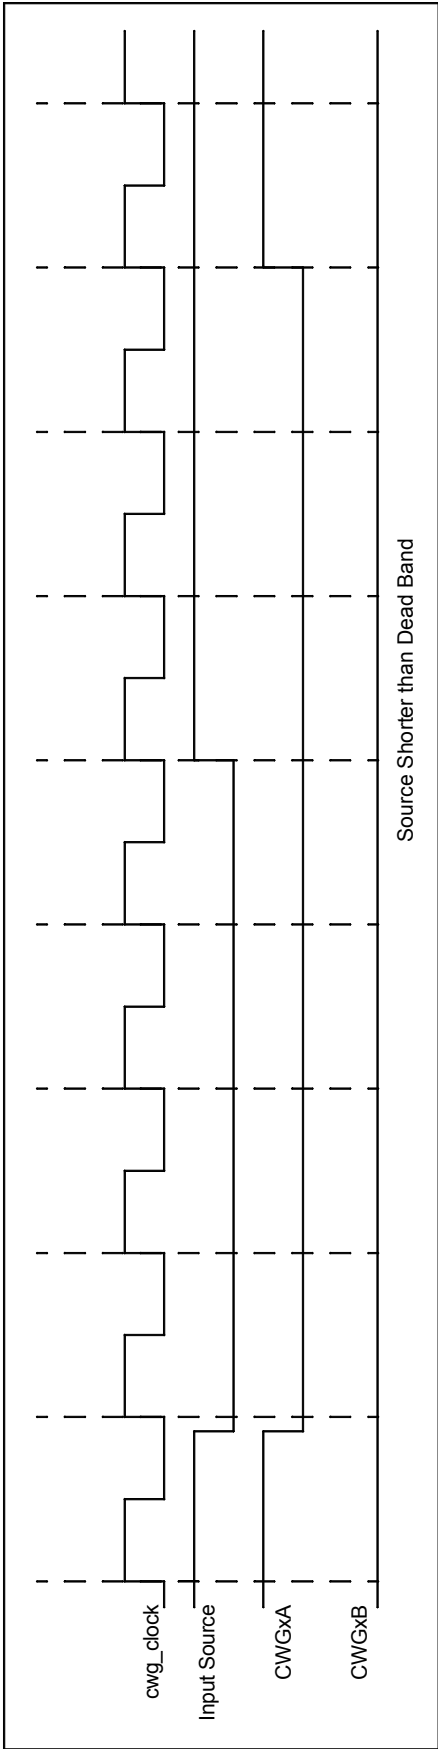 cwg_clock
Input Source
CWGxA
CWGxB
Source Shorter than Dead Band